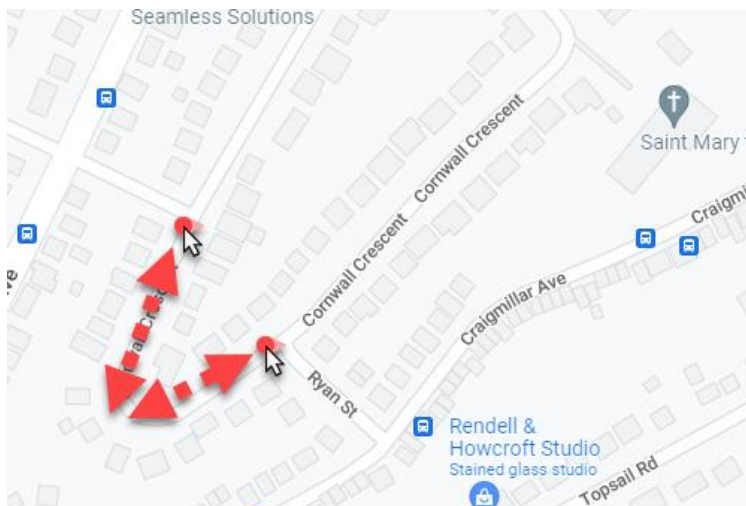 Seamless Solutions
Cornwall Crescent
Saint Mary
Craigm
Cornwall Crescent
Craigmillar Ave
Ryan St
Rendell &
Howcroft Studio
Stained glass studio
Topsail Rd